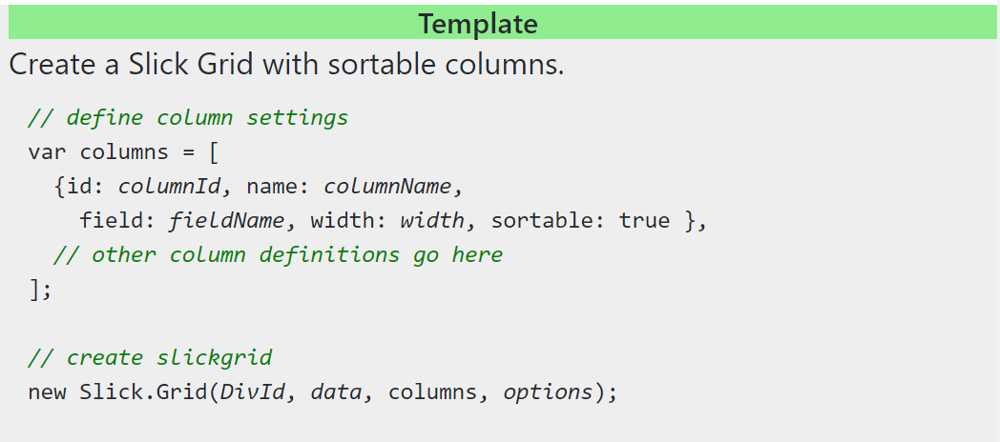 Template
Create a Slick Grid with sortable columns.
// define column settings
var columns = [
  {id: columnId, name: columnName,
    field: fieldName, width: width, sortable: true },
  // other column definitions go here
];
// create slickgrid
new Slick.Grid(DivId, data, columns, options);